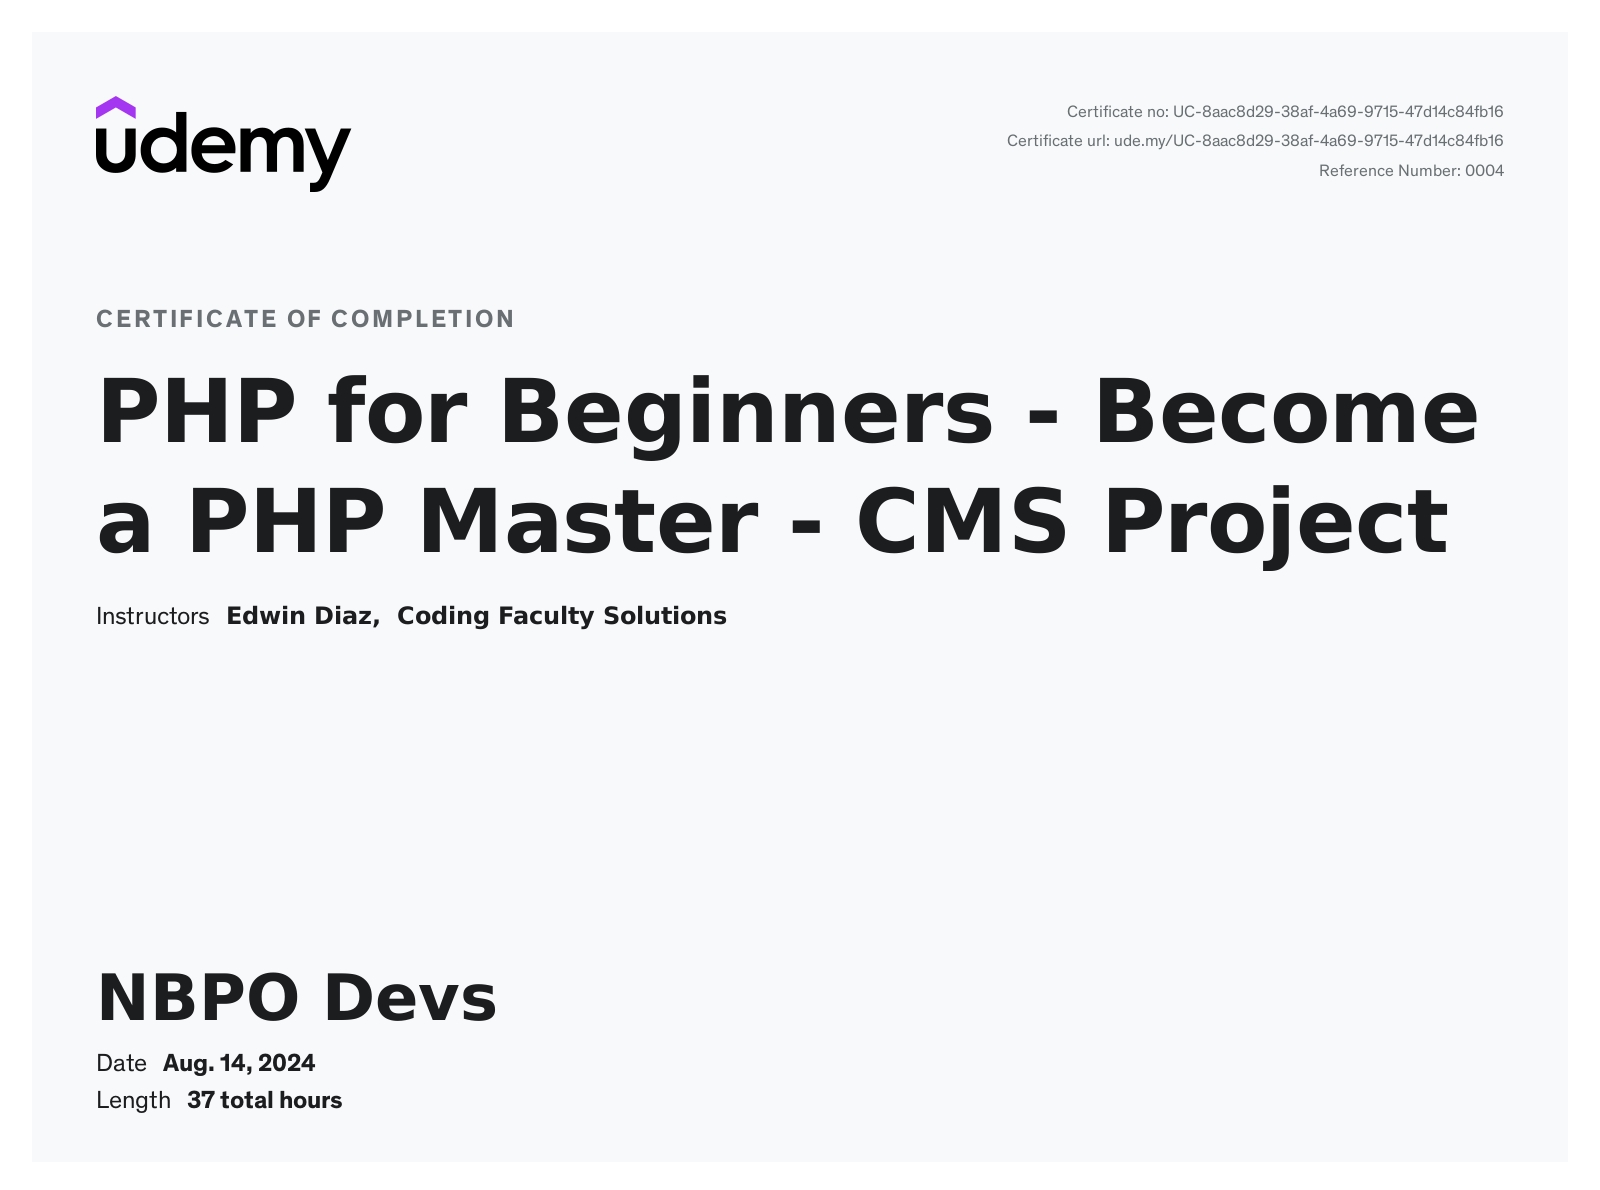 udemy
Certificate no: UC-8aac8d29-38af-4a69-9715-47d14c84fb16
Certificate url: ude.my/UC-8aac8d29-38af-4a69-9715-47d14c84fb16
Reference Number: 0004
CERTIFICATE OF COMPLETION
PHP for Beginners - Become
a PHP Master - CMS Project
Instructors Edwin Diaz, Coding Faculty Solutions
NBPO Devs
Date Aug. 14, 2024
Length 37 total hours